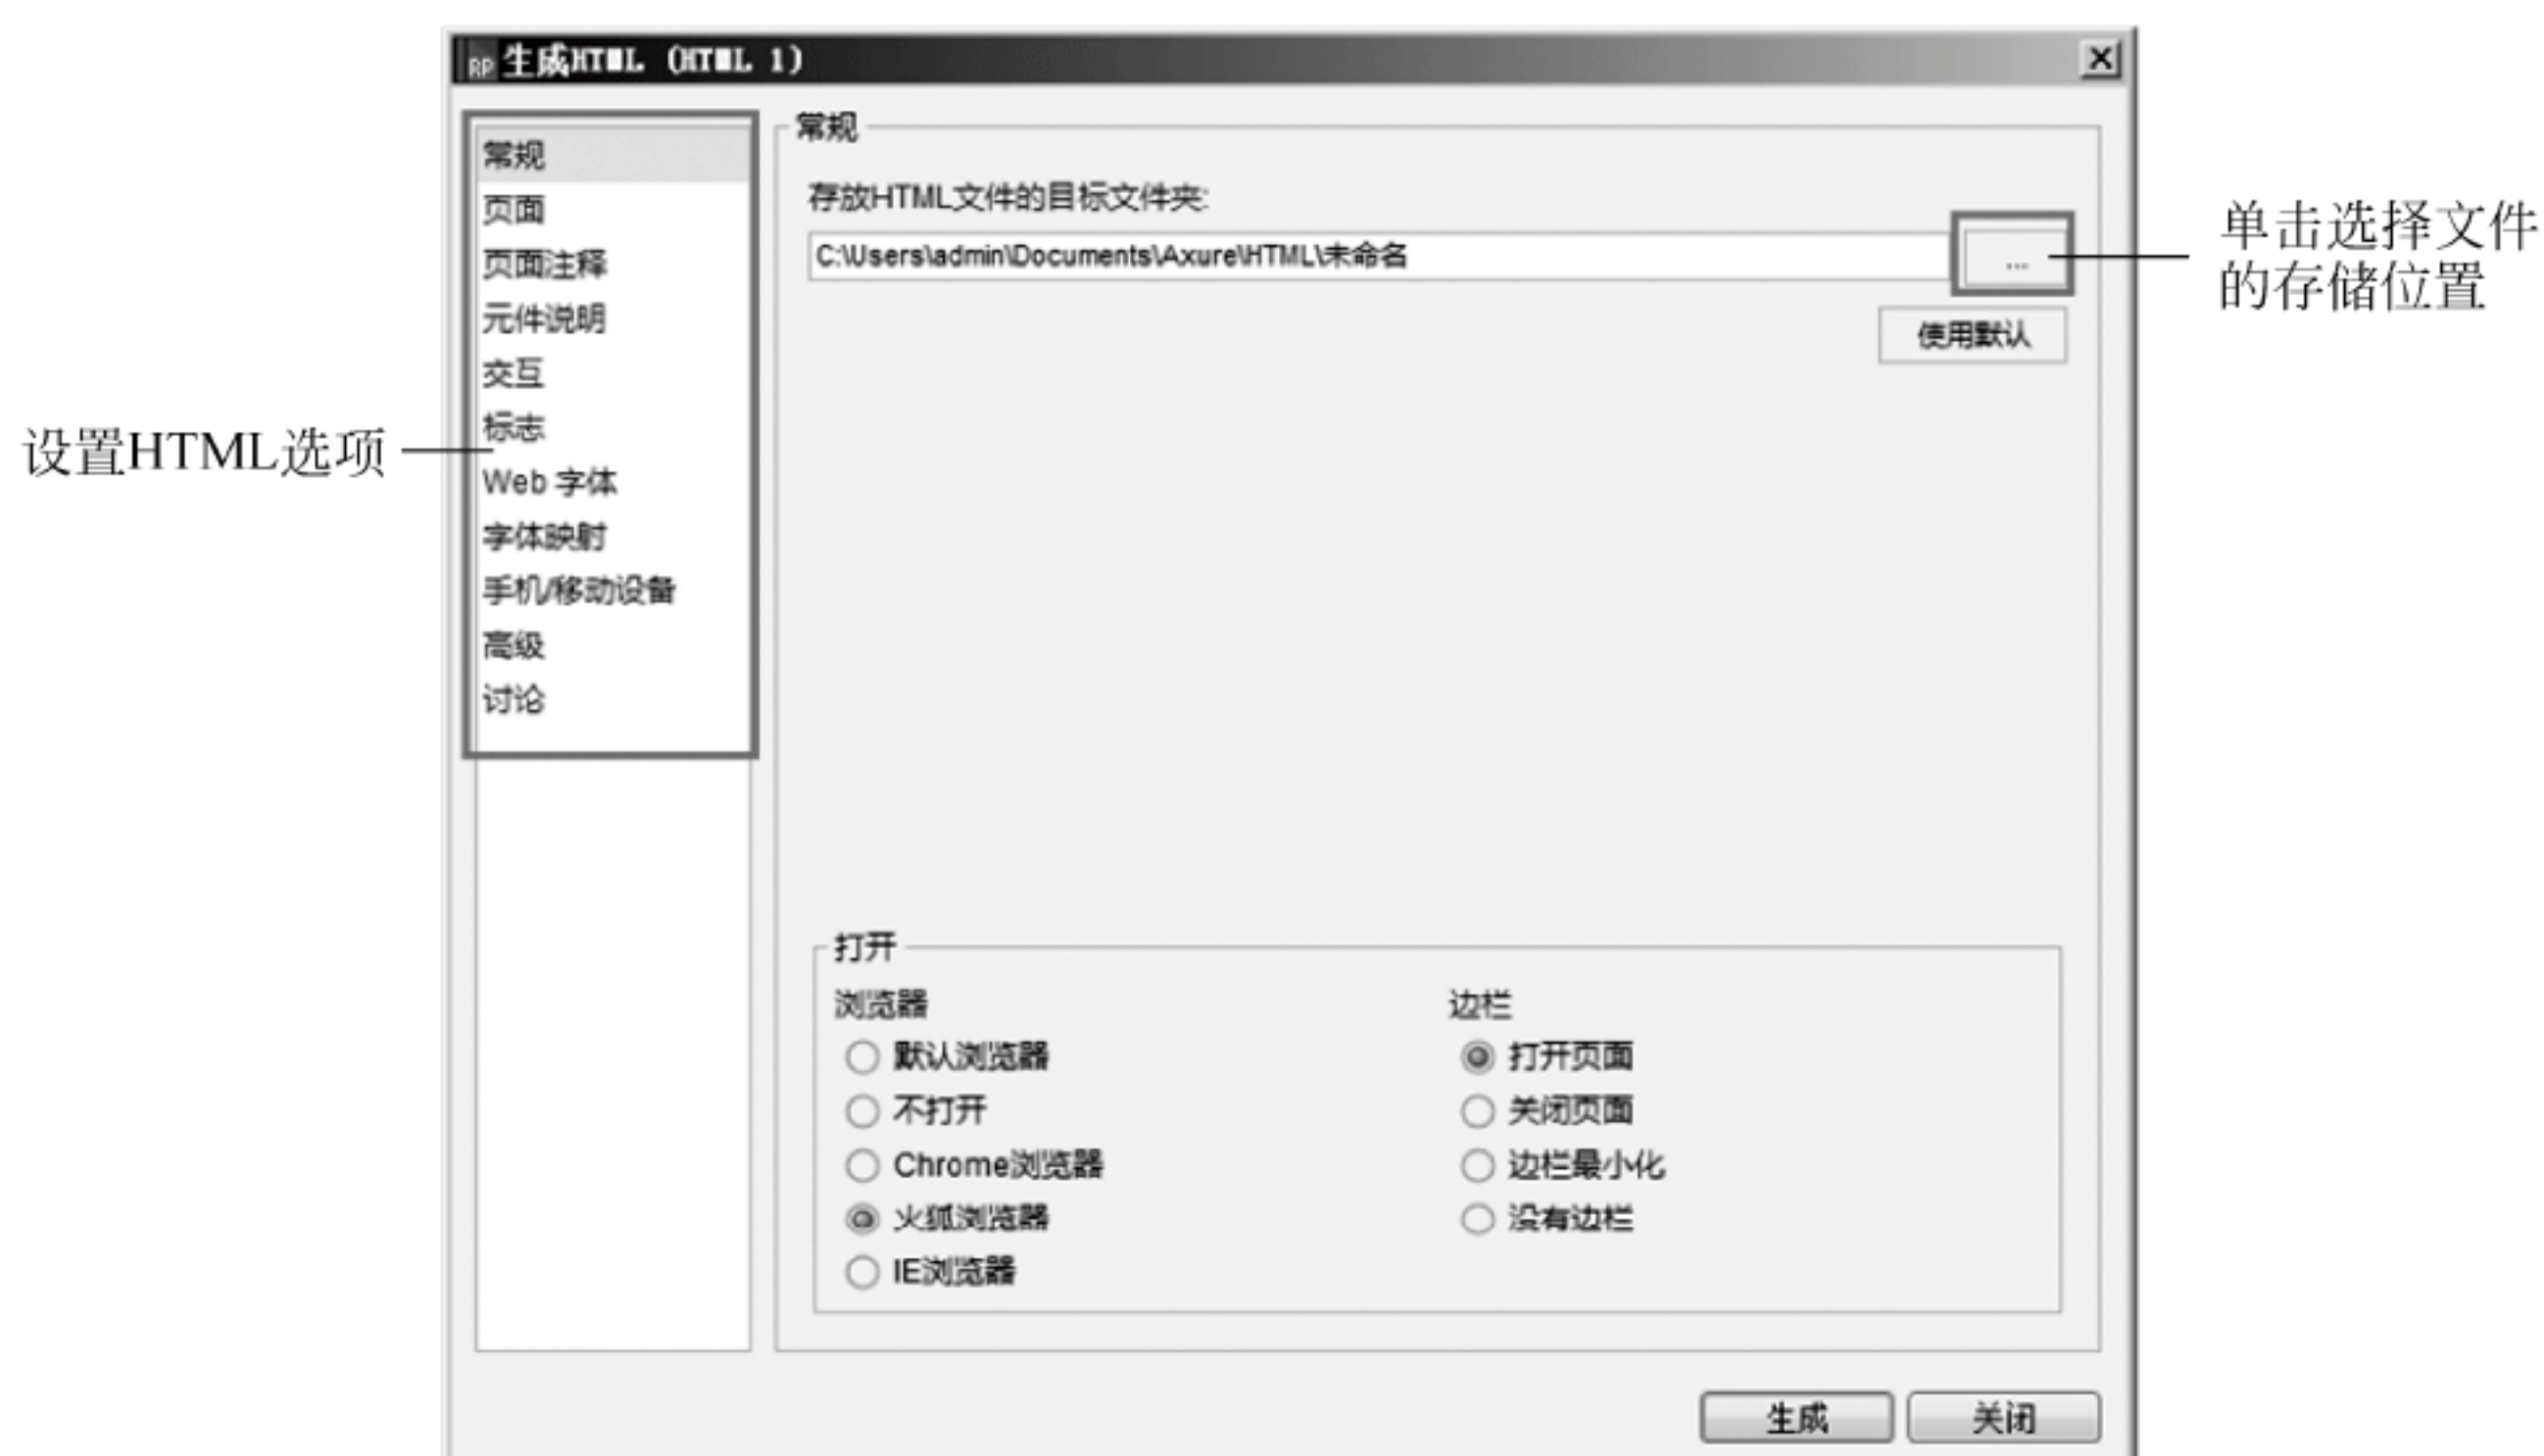 RP 生成HTML (HTML 1)
常规
页面
页面注释
元件说明
交互
标志
Web 字体
字体映射
手机/移动设备
高级
讨论
设置HTML选项
常规
存放HTML文件的目标文件夹:
C:\Users\admin\Documents\Axure\HTML\未命名
...
使用默认
单击选择文件
的存储位置
打开
浏览器
默认浏览器
不打开
Chrome浏览器
火狐浏览器
IE浏览器
边栏
打开页面
关闭页面
边栏最小化
没有边栏
生成
关闭